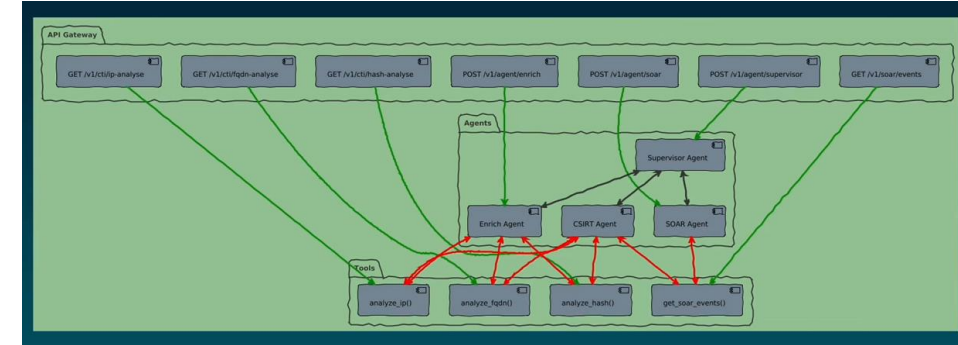 API Gateway
GET /v1/cti/ip-analyse
GET /v1/cti/fqdn-analyse
GET /v1/cti/hash-analyse
POST /v1/agent/enrich
POST /v1/agent/soar
POST /v1/agent/supervisor
GET /v1/soar/events
Agents
Supervisor Agent
Enrich Agent
CSIRT Agent
SOAR Agent
Tools
analyze_ip()
analyze_fqdn()
analyze_hash()
get_soar_events()